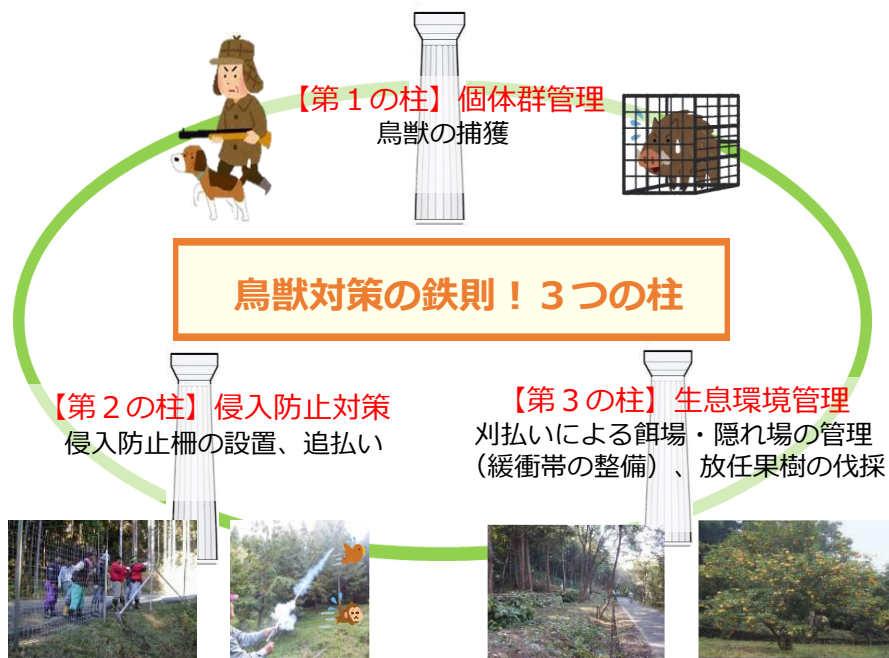 【第１の柱】個体群管理
鳥獣の捕獲
鳥獣対策の鉄則！３つの柱
【第２の柱】侵入防止対策
侵入防止柵の設置、追払い
【第３の柱】生息環境管理
刈払いによる餌場・隠れ場の管理
（緩衝帯の整備）、放任果樹の伐採